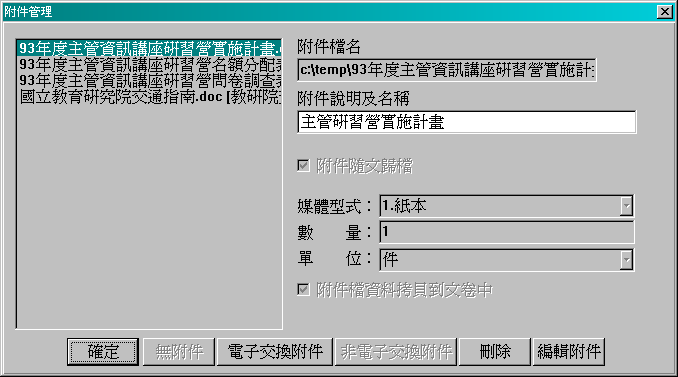 附件管理
93年度主管資訊講座研習營實施計畫.
93年度主管資訊講座研習營名額分配
93年度主管資訊講座研習營問卷調查
國立教育研究院交通指南.doc [教研院
附件檔名
c:\temp\93年度主管資訊講座研習營實施計
附件說明及名稱
主管研習營實施計畫
附件隨文歸檔
媒體型式： 1.紙本
數 量： 1
單 位： 件
附件檔資料拷貝到文卷中
確定 無附件 電子交換附件 非電子交換附件 刪除 編輯附件